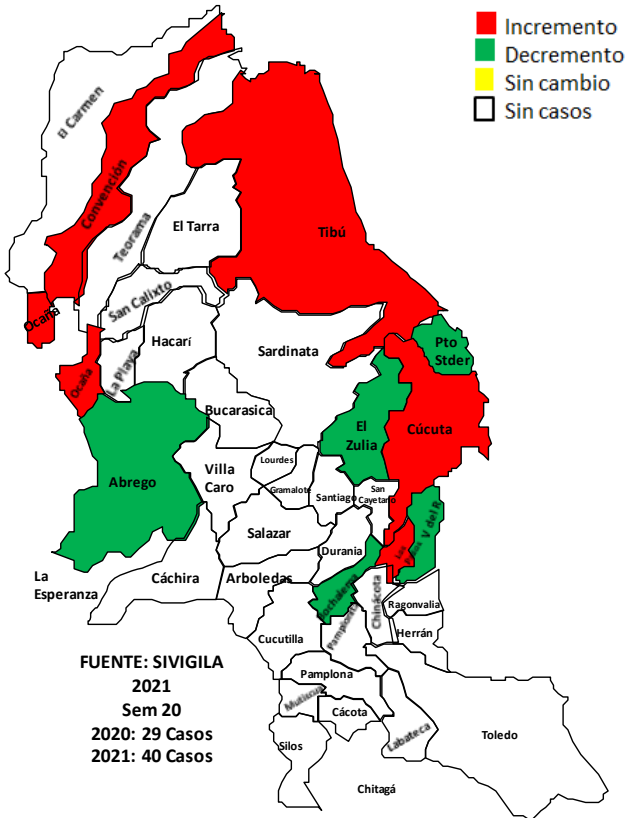 Incremento
Decremento
Sin cambio
Sin casos
El Carmen
Convención
Teorama
El Tarra
Tibú
San Calixto
Ocaña
Hacarí
La Playa
Ocaña
Sardinata
Pto
Stder
Bucarasica
El
Zulia
Cúcuta
Abrego
Villa
Caro
Lourdes
Gramalote
Santiago
San
Cayetano
Salazar
Durania
Los
V del R.
La
Esperanza
Cáchira
Arboledas
Bochalema
Chinácota
Ragonvalia
Pamplonita
Herrán
Cucutilla
Pamplona
Mutiscua
Cácota
Labateca
Toledo
Silos
Chitagá
FUENTE: SIVIGILA
2021
Sem 20
2020: 29 Casos
2021: 40 Casos